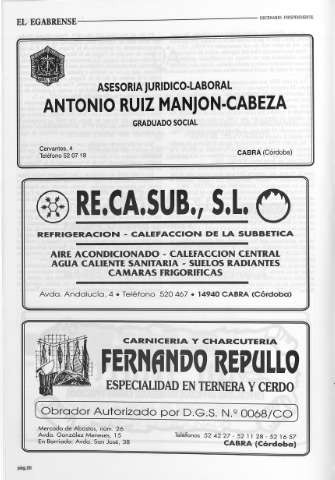 EL EGABRENSE
SEMANARIO INDEPENDIENTE
ASESORIA JURIDICO-LABORAL
ANTONIO RUIZ MANJON-CABEZA
GRADUADO SOCIAL
Cervantes, 4
Teléfono 52 07 18
CABRA (Córdoba)
RE.CA.SUB., S.L.
REFRIGERACION - CALEFACCION DE LA SUBBETICA
AIRE ACONDICIONADO - CALEFACCION CENTRAL
AGUA CALIENTE SANITARIA - SUELOS RADIANTES
CAMARAS FRIGORIFICAS
Avda. Andalucía, 4 • Teléfono 520 467 • 14940 CABRA (Córdoba)
CARNICERIA Y CHARCUTERIA
FERNANDO REPULLO
ESPECIALIDAD EN TERNERA Y CERDO
Obrador Autorizado por D.G.S. N.º 0068/CO
Mercado de Abastos, núm. 26
Avda. González Meneses, 15
En Barriada: Avda. San José, 38
Teléfonos 52 42 27 - 52 11 28 - 52 16 57
CABRA (Córdoba)